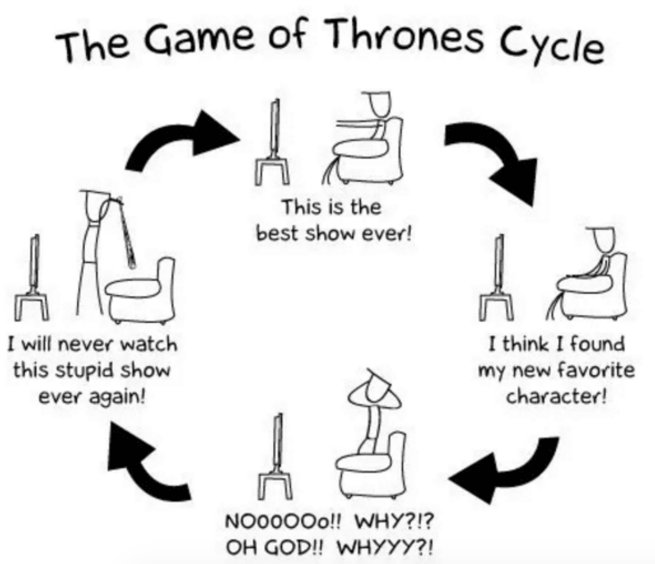 The Game of Thrones Cycle
This is the
best show ever!
I think I found
my new favorite
character!
NOOOOOo!! WHY?!?
OH GOD!! WHYYY?!
I will never watch
this stupid show
ever again!